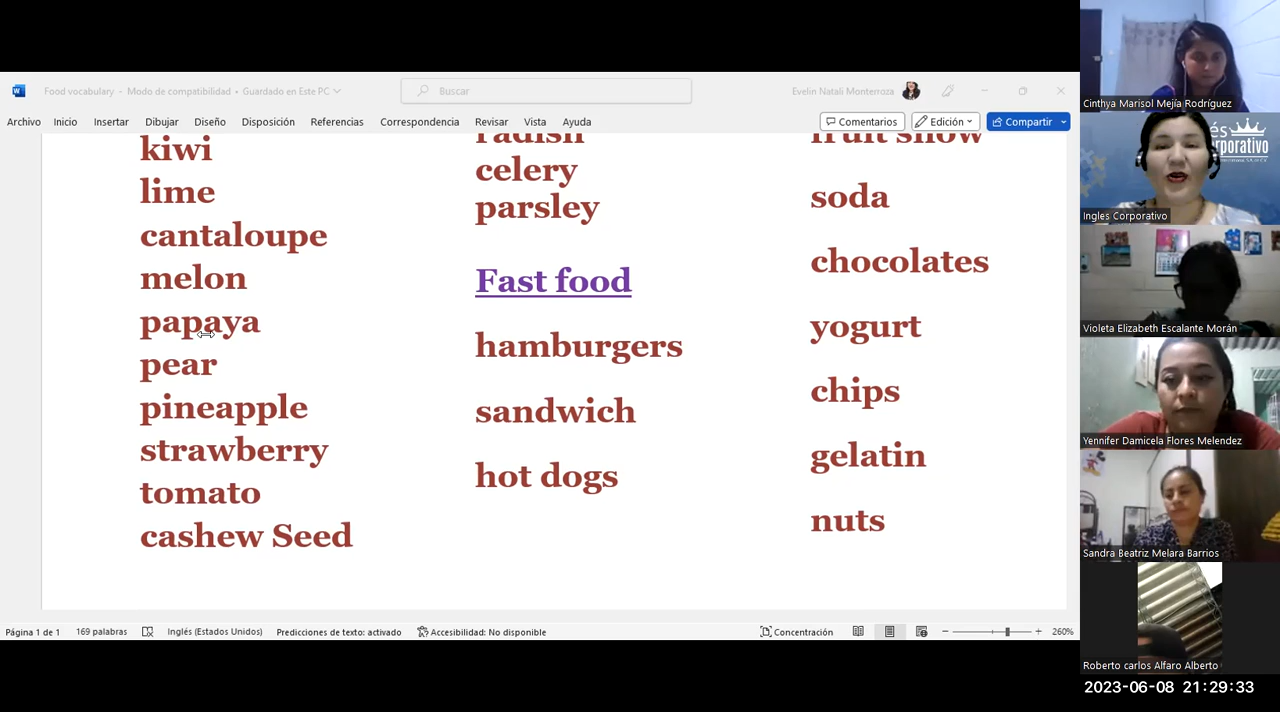 Food vocabulary - Modo de compatibilidad • Guardado en Este PC
Buscar
Evelin Natali Monterroza
Archivo Inicio Insertar Dibujar Diseño Disposición Referencias Correspondencia Revisar Vista Ayuda
Comentarios Edición Compartir
kiwi
lime
cantaloupe
melon
papaya
pear
pineapple
strawberry
tomato
cashew Seed
radish
celery
parsley
Fast food
hamburgers
sandwich
hot dogs
soda
chocolates
yogurt
chips
gelatin
nuts
Página 1 de 1 169 palabras Inglés (Estados Unidos) Predicciones de texto: activado Accesibilidad: No disponible Concentración 260%
Cinthya Marisol Mejía Rodríguez
Ingles Corporativo
Violeta Elizabeth Escalante Morán
Yennifer Damicela Flores Melendez
Sandra Beatriz Melara Barrios
Roberto carlos Alfaro Alberto
2023-06-08 21:29:33